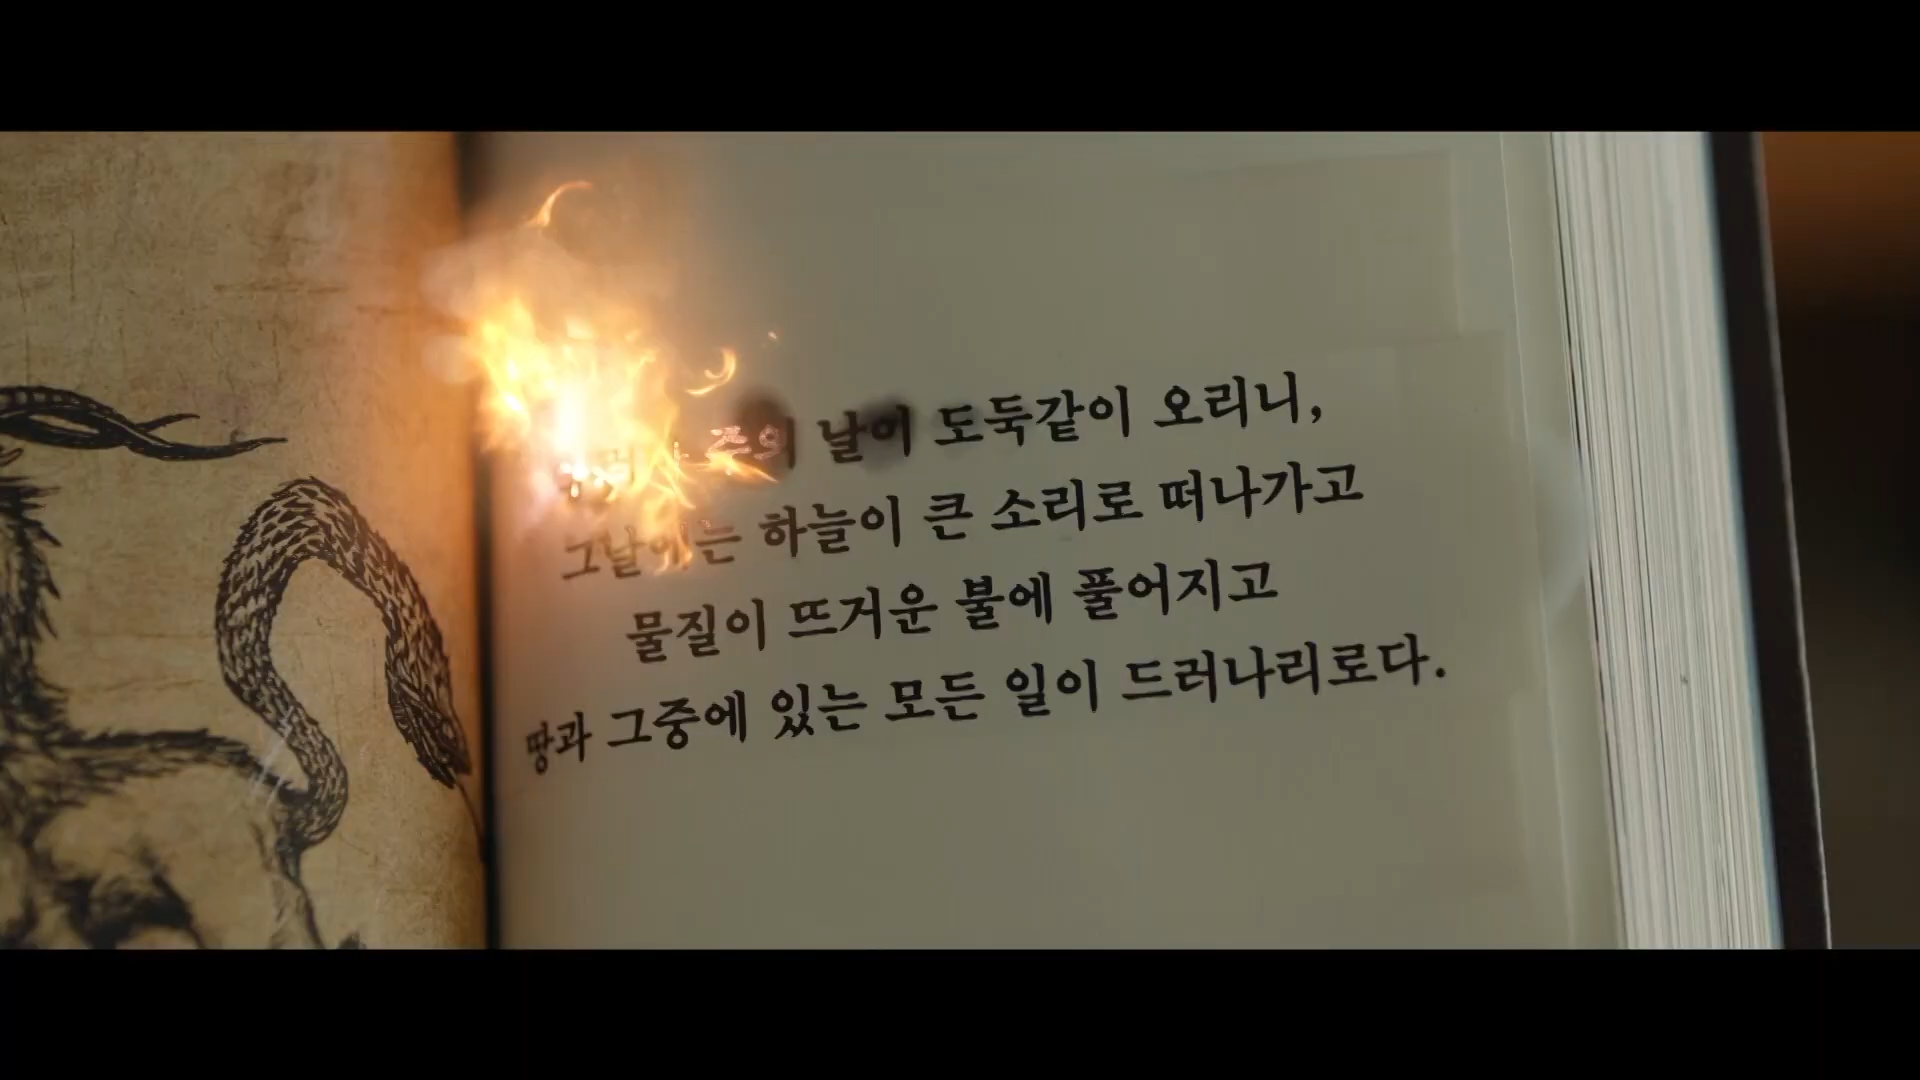 주의 날이 도둑같이 오리니,
그날에는 하늘이 큰 소리로 떠나가고
물질이 뜨거운 불에 풀어지고
땅과 그중에 있는 모든 일이 드러나리로다.